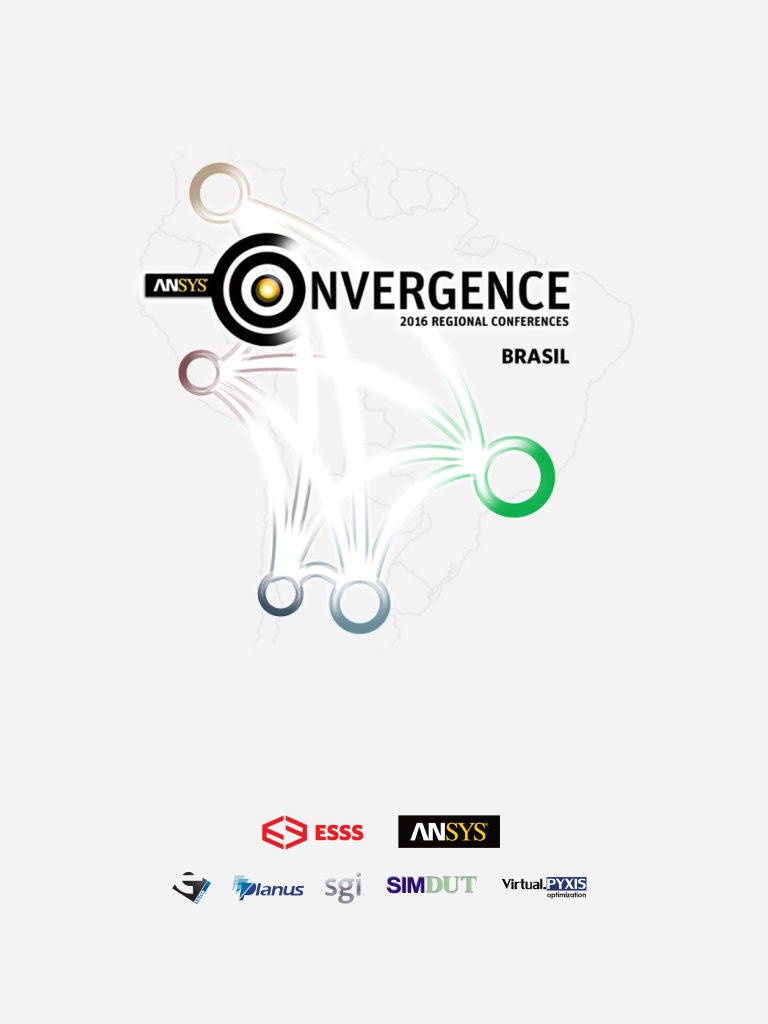 ANSYS® CONVERGENCE
2016 REGIONAL CONFERENCES
BRASIL
ESSS ANSYS®
Planus sgi SIMDUT Virtual.PYXIS
optimization